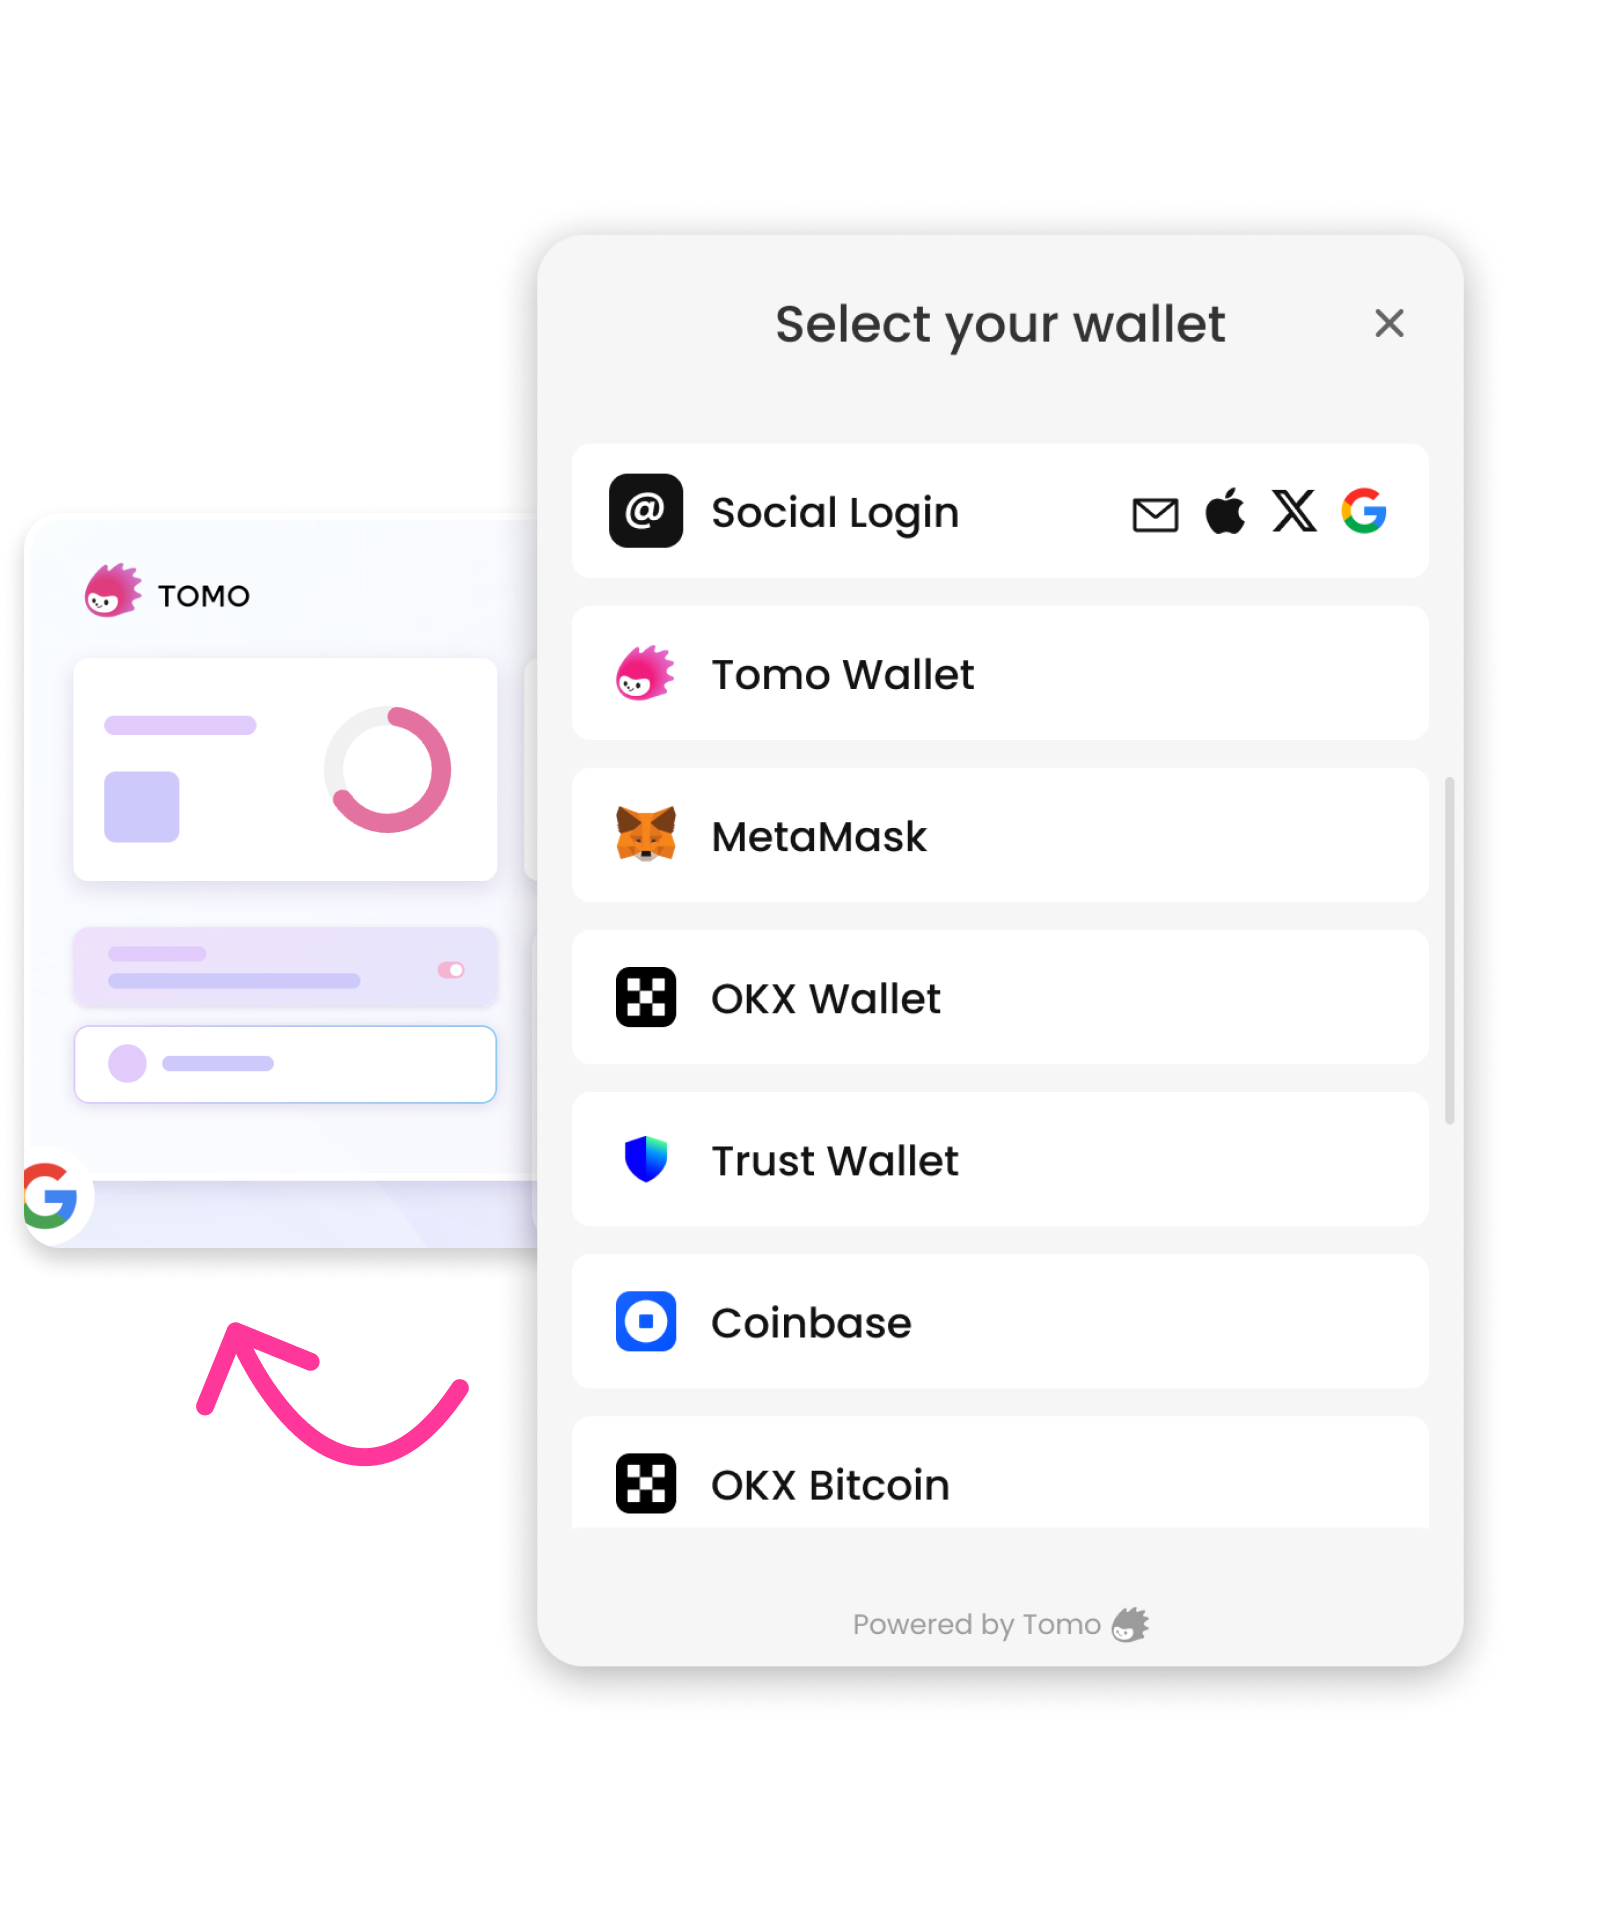 TOMO
Select your wallet
@ Social Login
Tomo Wallet
MetaMask
OKX Wallet
Trust Wallet
Coinbase
OKX Bitcoin
Powered by Tomo